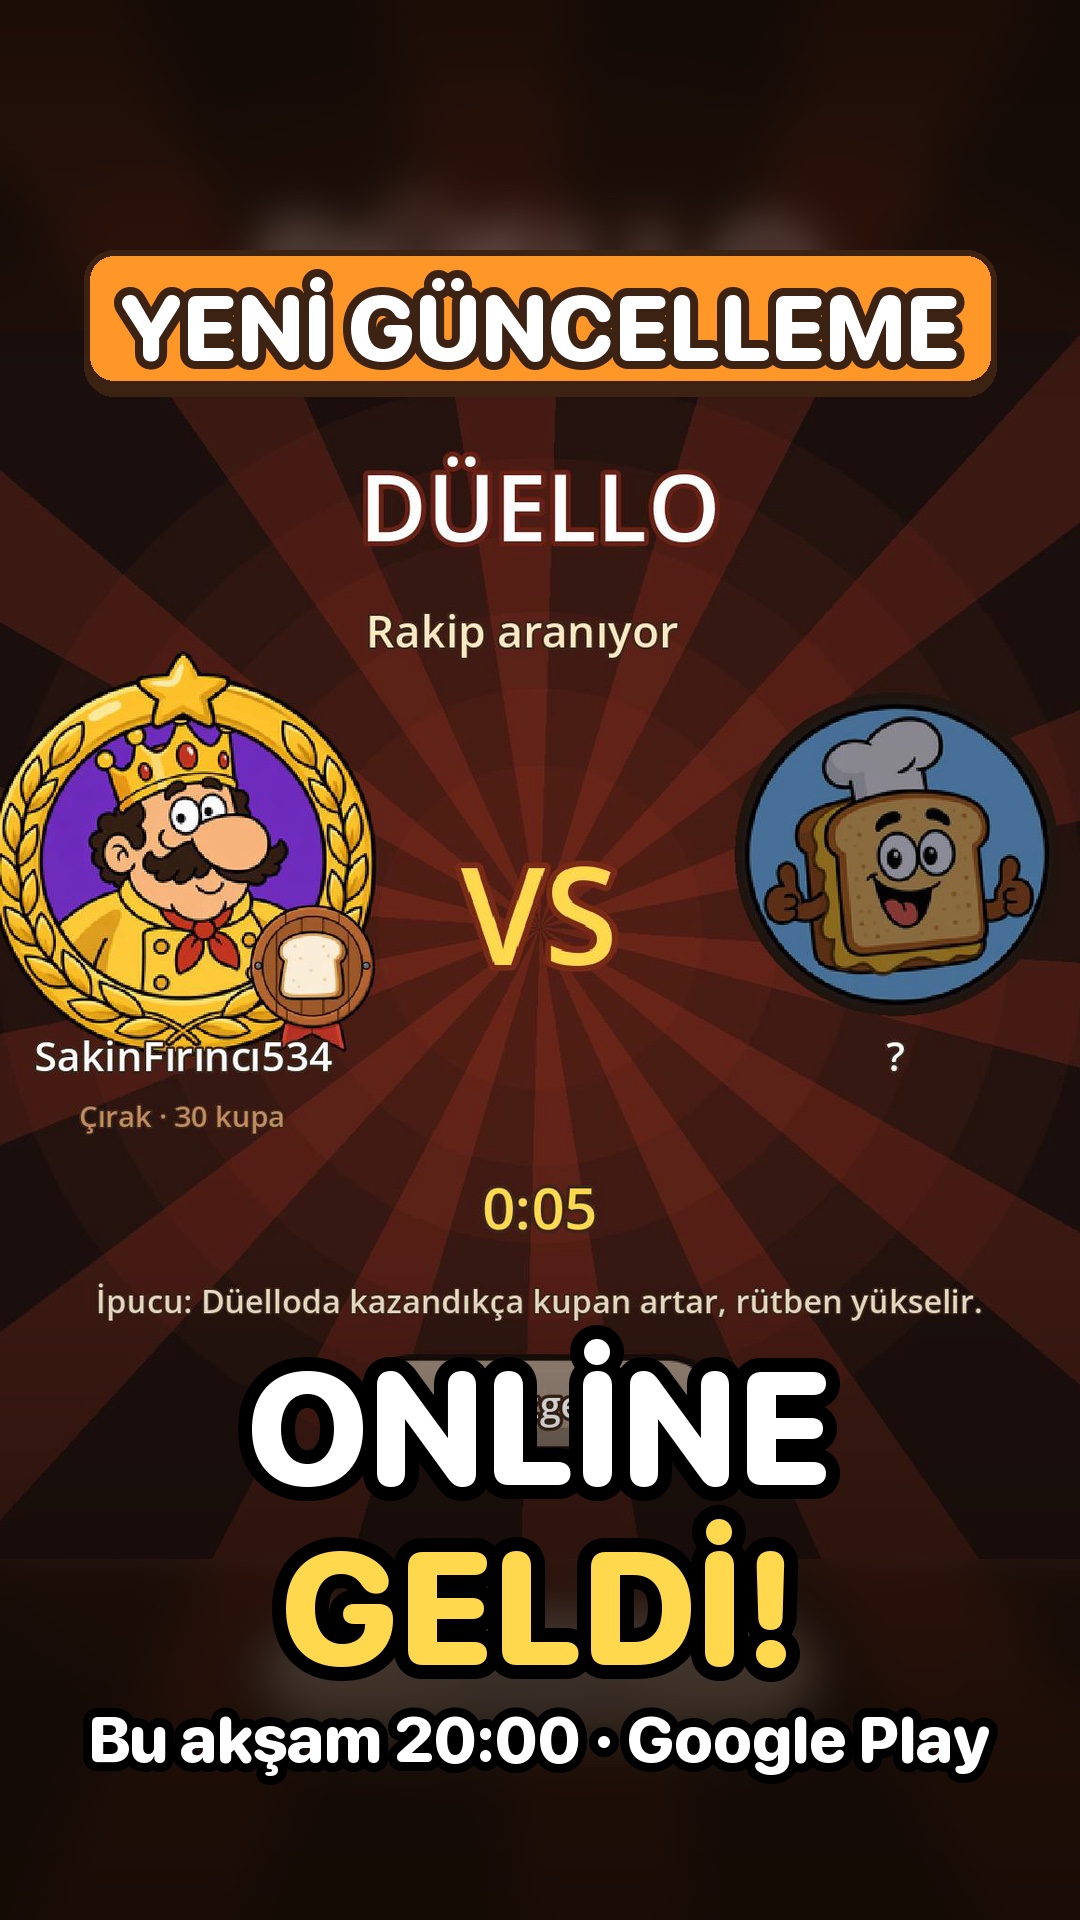 YENİ GÜNCELLEME
DÜELLO
Rakip aranıyor
VS
SakinFırıncı534
?
Çırak · 30 kupa
0:05
İpucu: Düelloda kazandıkça kupan artar, rütben yükselir.
ONLİNE
GELDİ!
Bu akşam 20:00 · Google Play